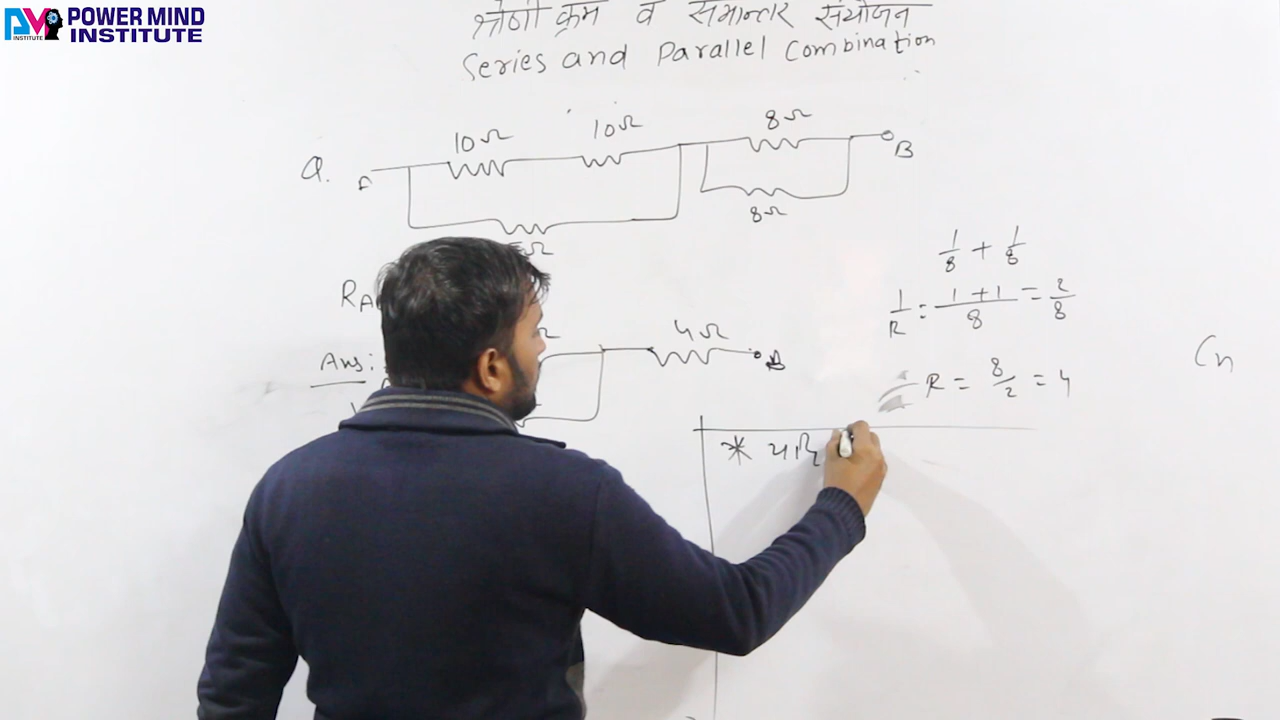 POWER MIND
INSTITUTE
INSTITUTE
श्रेणी क्रम व समान्तर संयोजन
Series and Parallel Combination
Q. A 10Ω 10Ω 8Ω B
8Ω
1/8 + 1/8
1/R = 1+1/8 = 2/8
R = 8/2 = 4
Ans:
4Ω B
* यदि